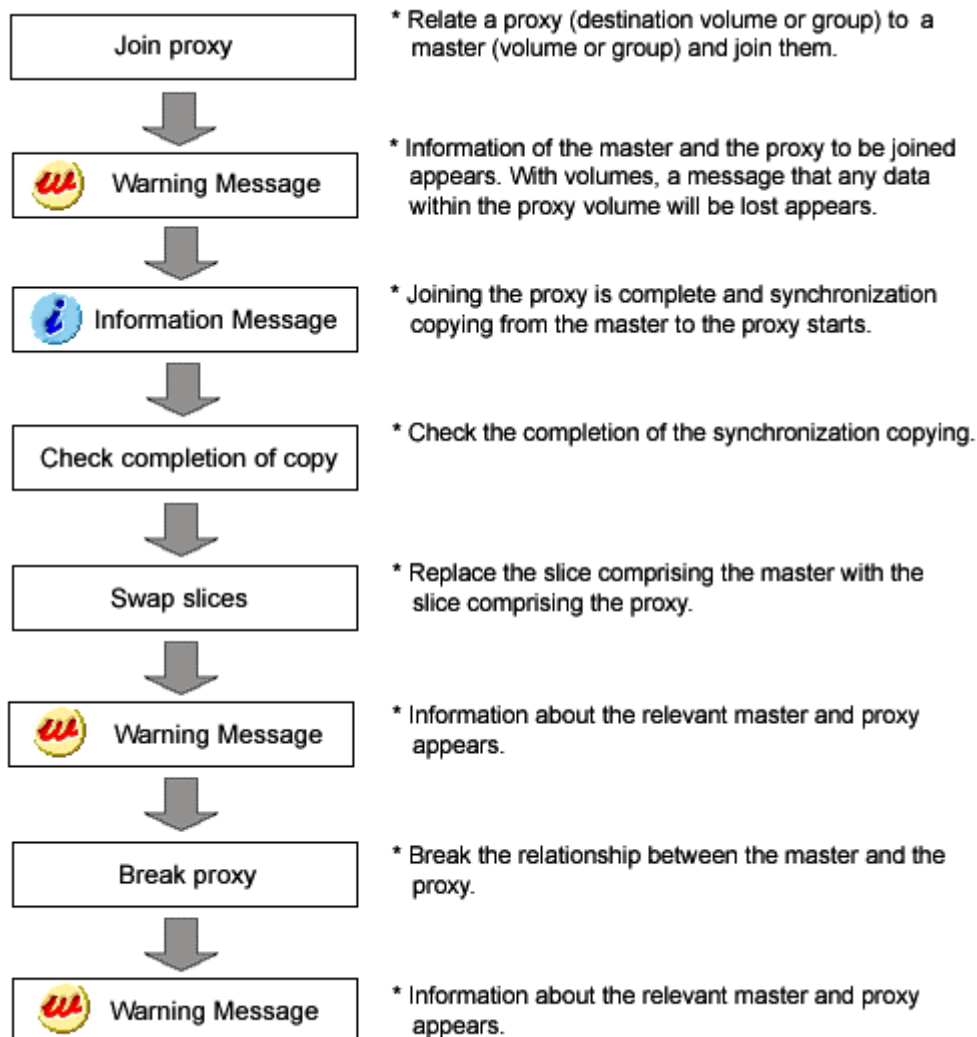 Join proxy
* Relate a proxy (destination volume or group) to a
master (volume or group) and join them.
Warning Message
* Information of the master and the proxy to be joined
appears. With volumes, a message that any data
within the proxy volume will be lost appears.
Information Message
* Joining the proxy is complete and synchronization
copying from the master to the proxy starts.
Check completion of copy
* Check the completion of the synchronization copying.
Swap slices
* Replace the slice comprising the master with the
slice comprising the proxy.
Warning Message
* Information about the relevant master and proxy
appears.
Break proxy
* Break the relationship between the master and the
proxy.
Warning Message
* Information about the relevant master and proxy
appears.